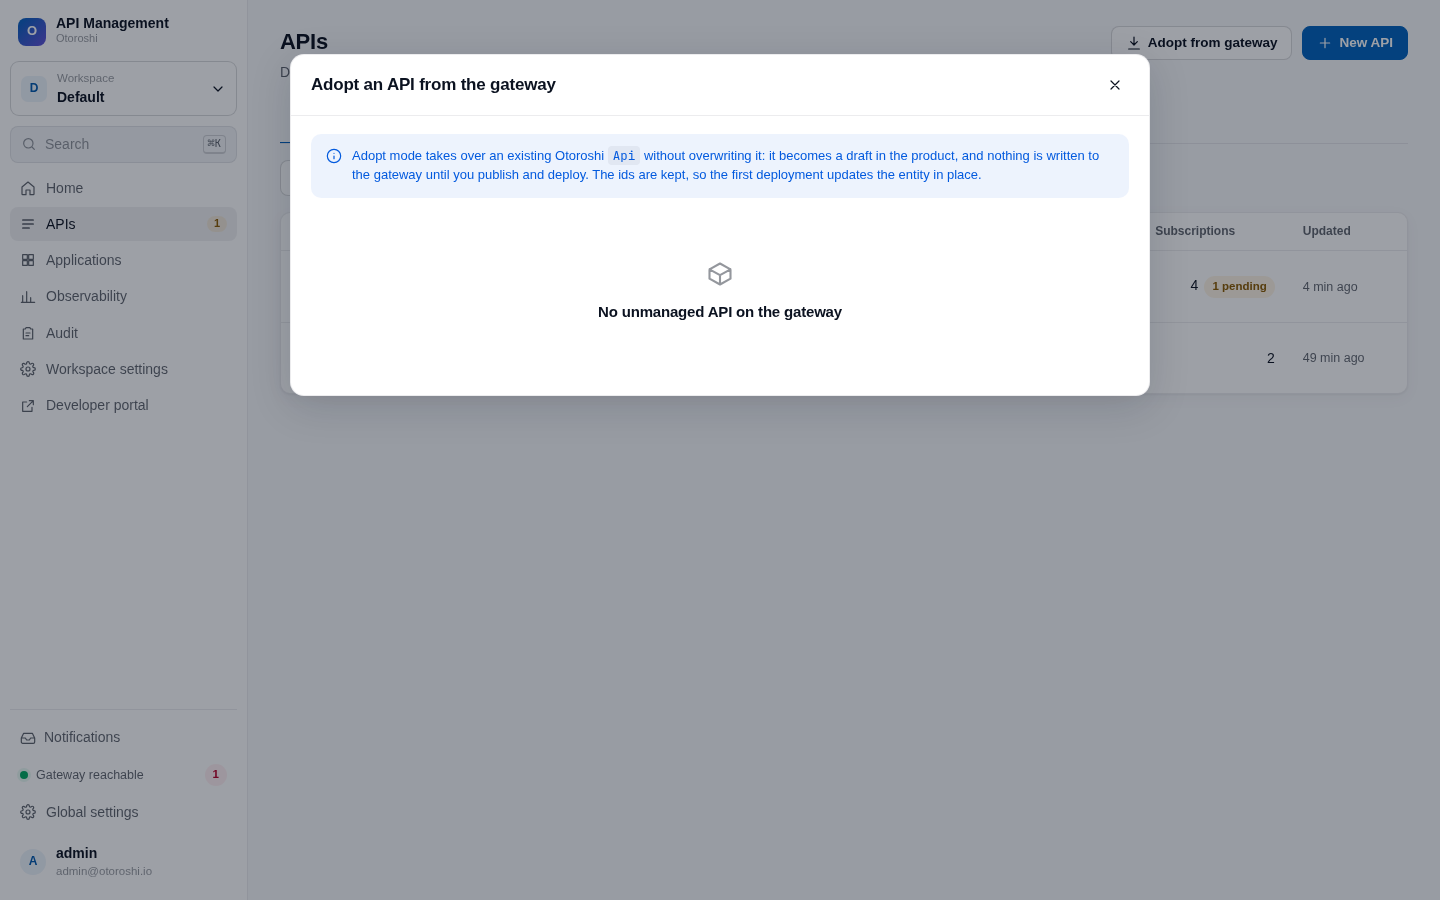 O
API Management
Otoroshi
D
Workspace
Default
Search
⌘K
Home
APIs
1
Applications
Observability
Audit
Workspace settings
Developer portal
Notifications
Gateway reachable
1
Global settings
A
admin
admin@otoroshi.io
APIs
D
Adopt from gateway
New API
Adopt an API from the gateway
Adopt mode takes over an existing Otoroshi Api without overwriting it: it becomes a draft in the product, and nothing is written to
the gateway until you publish and deploy. The ids are kept, so the first deployment updates the entity in place.
No unmanaged API on the gateway
Subscriptions
Updated
4
1 pending
4 min ago
2
49 min ago